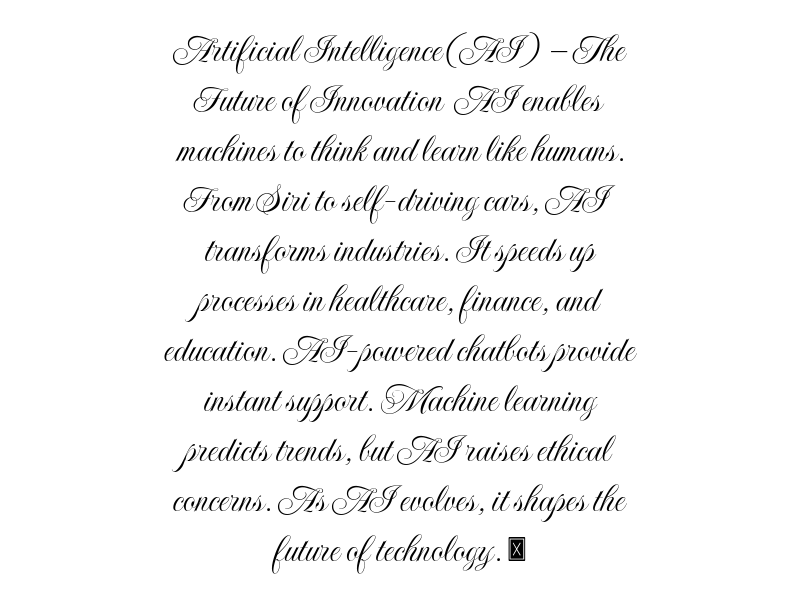 Artificial Intelligence (AI) – The
Future of Innovation AI enables
machines to think and learn like humans.
From Siri to self-driving cars, AI
transforms industries. It speeds up
processes in healthcare, finance, and
education. AI-powered chatbots provide
instant support. Machine learning
predicts trends, but AI raises ethical
concerns. As AI evolves, it shapes the
future of technology.